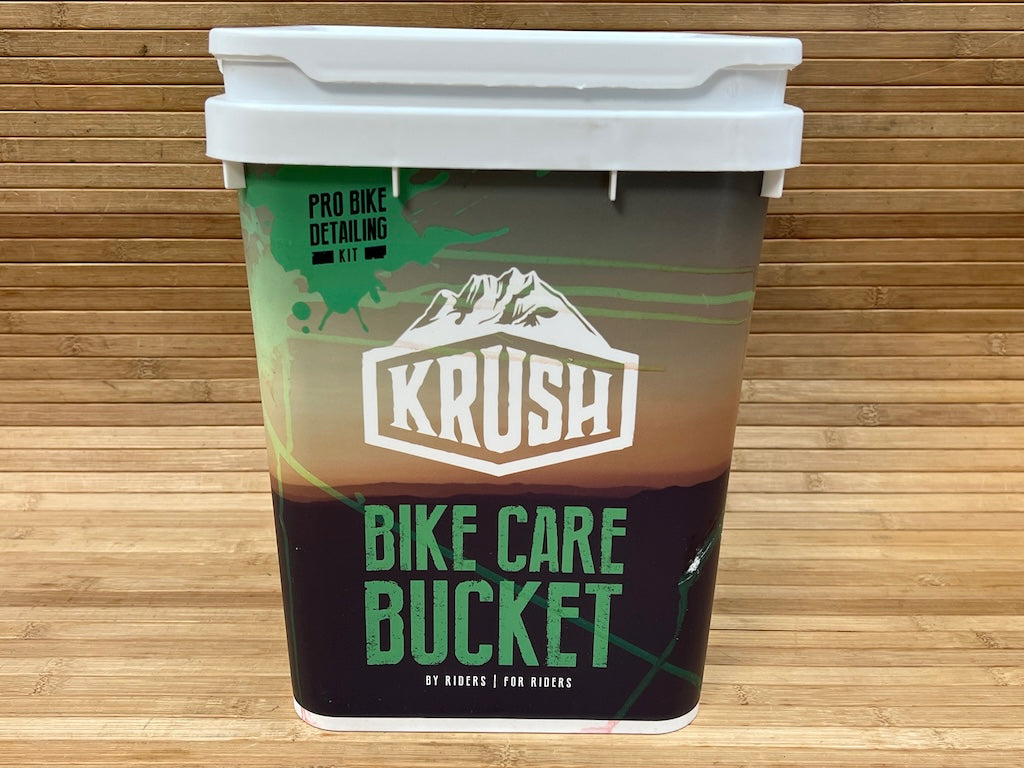 PRO BIKE
DETAILING
KIT
KRUSH
BIKE CARE
BUCKET
BY RIDERS | FOR RIDERS